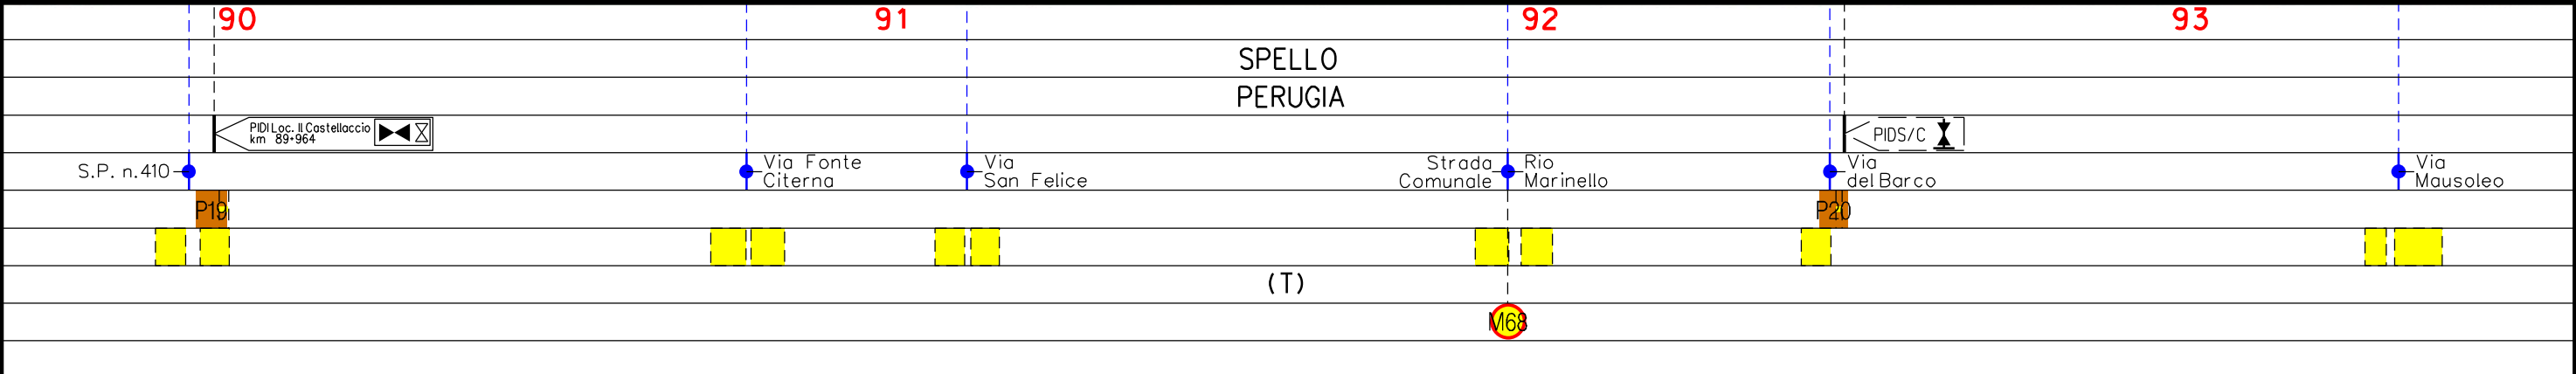 90 91 92 93
SPELLO
PERUGIA
PIDI Loc. Il Castellaccio
km 89+964
PIDS/C
S.P. n.410
Via Fonte
Citerna
Via
San Felice
Strada
Comunale
Rio
Marinello
Via
del Barco
Via
Mausoleo
P19 P20
(T)
M68